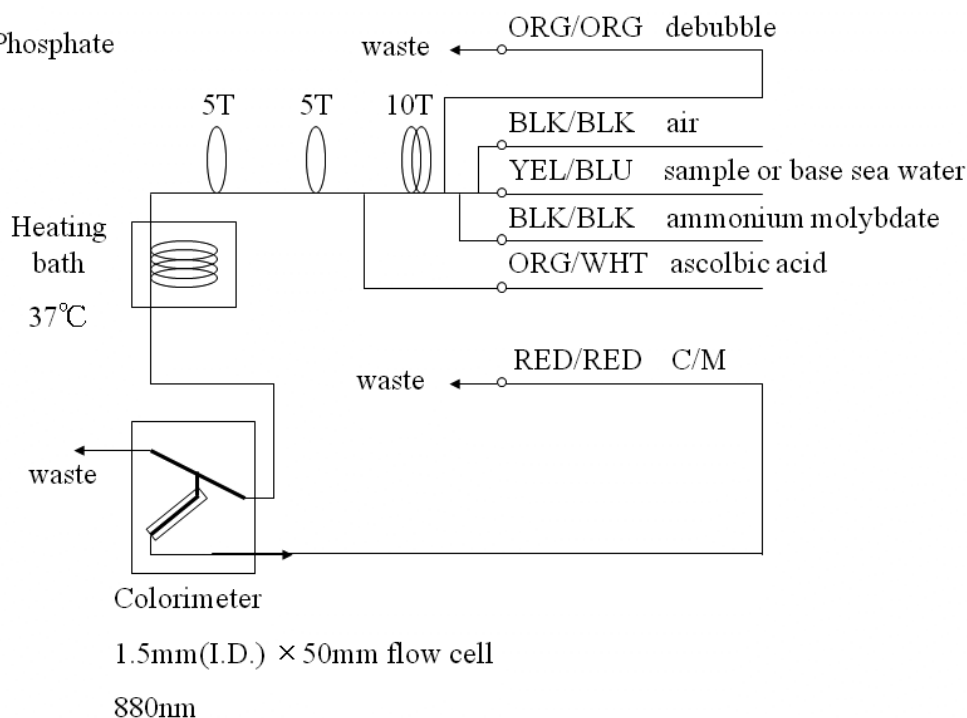 Phosphate
waste ORG/ORG debubble
5T 5T 10T
BLK/BLK air
YEL/BLU sample or base sea water
BLK/BLK ammonium molybdate
ORG/WHT ascolbic acid
Heating
bath
37℃
waste RED/RED C/M
waste
Colorimeter
1.5mm(I.D.) × 50mm flow cell
880nm